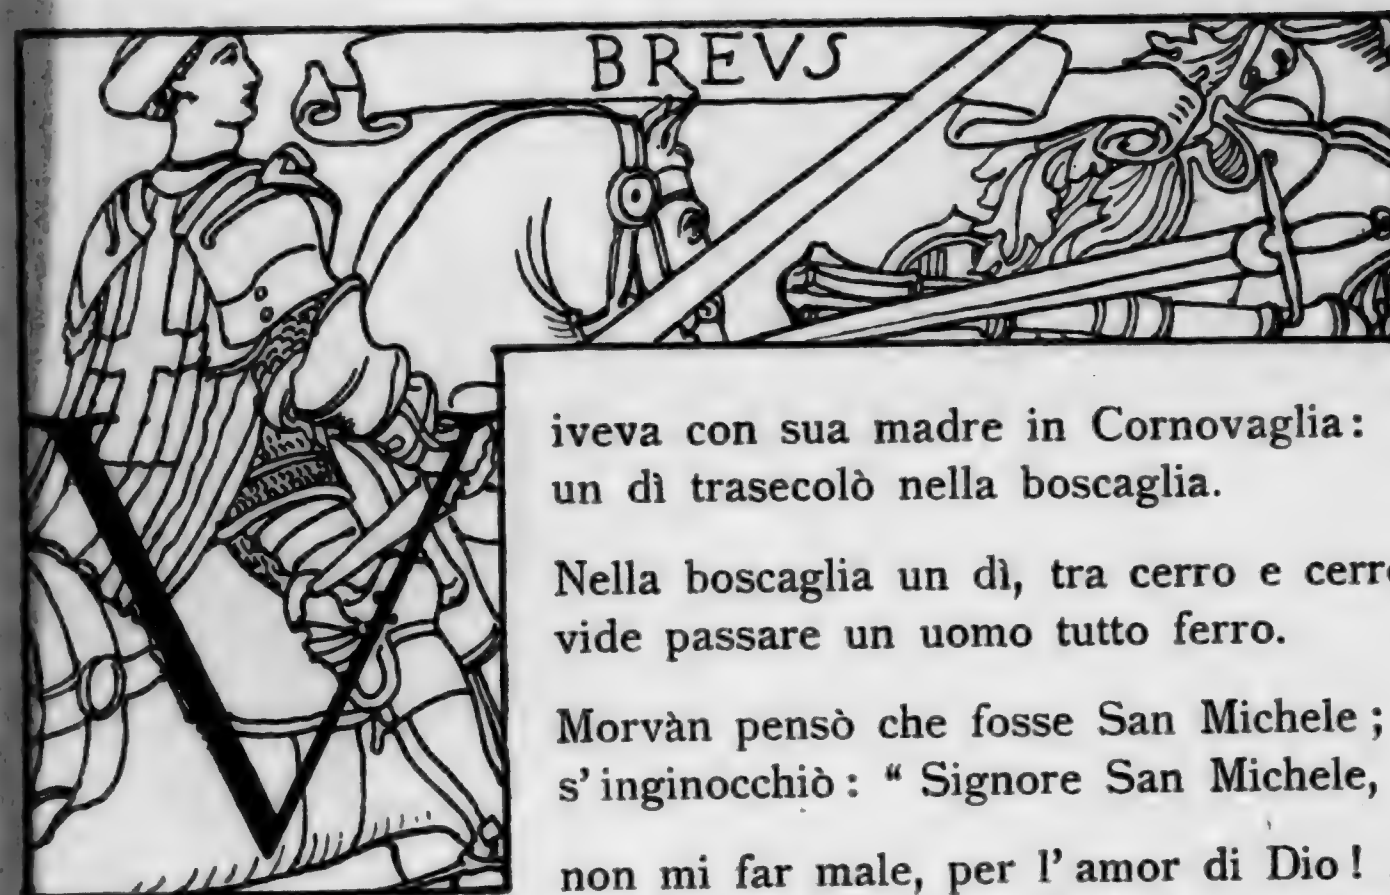 BREVS
Viveva con sua madre in Cornovaglia:
un dì trasecolò nella boscaglia.
Nella boscaglia un dì, tra cerro e cerro
vide passare un uomo tutto ferro.
Morvàn pensò che fosse San Michele;
s'inginocchiò: “Signore San Michele,
non mi far male, per l'amor di Dio!